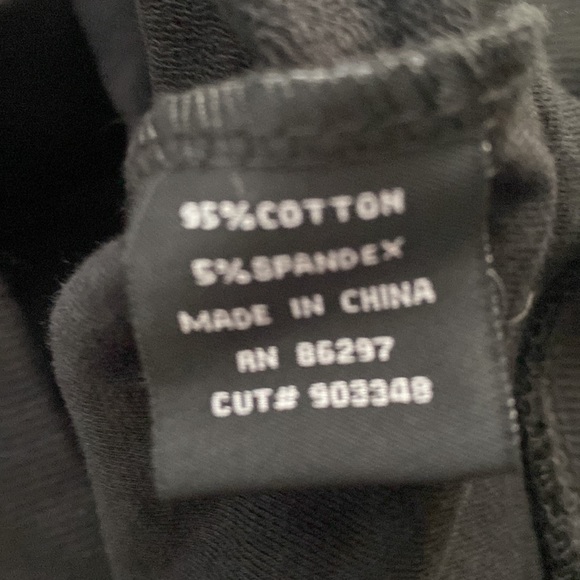 95%COTTON
5%SPANDEX
MADE IN CHINA
RN 86297
CUT# 903348